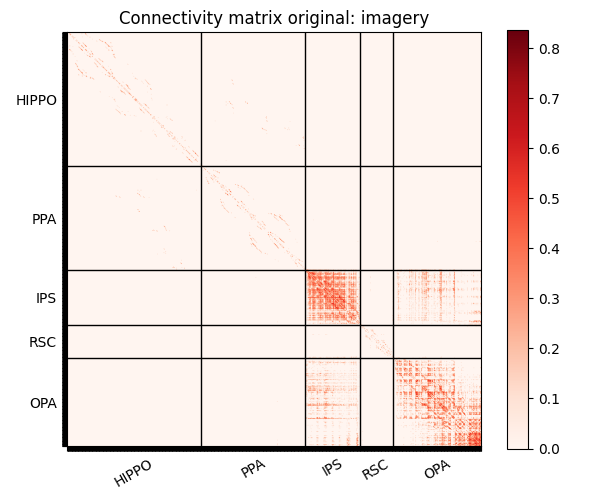 Connectivity matrix original: imagery
HIPPO
PPA
IPS
RSC
OPA
HIPPO
PPA
IPS
RSC
OPA
0.8
0.7
0.6
0.5
0.4
0.3
0.2
0.1
0.0